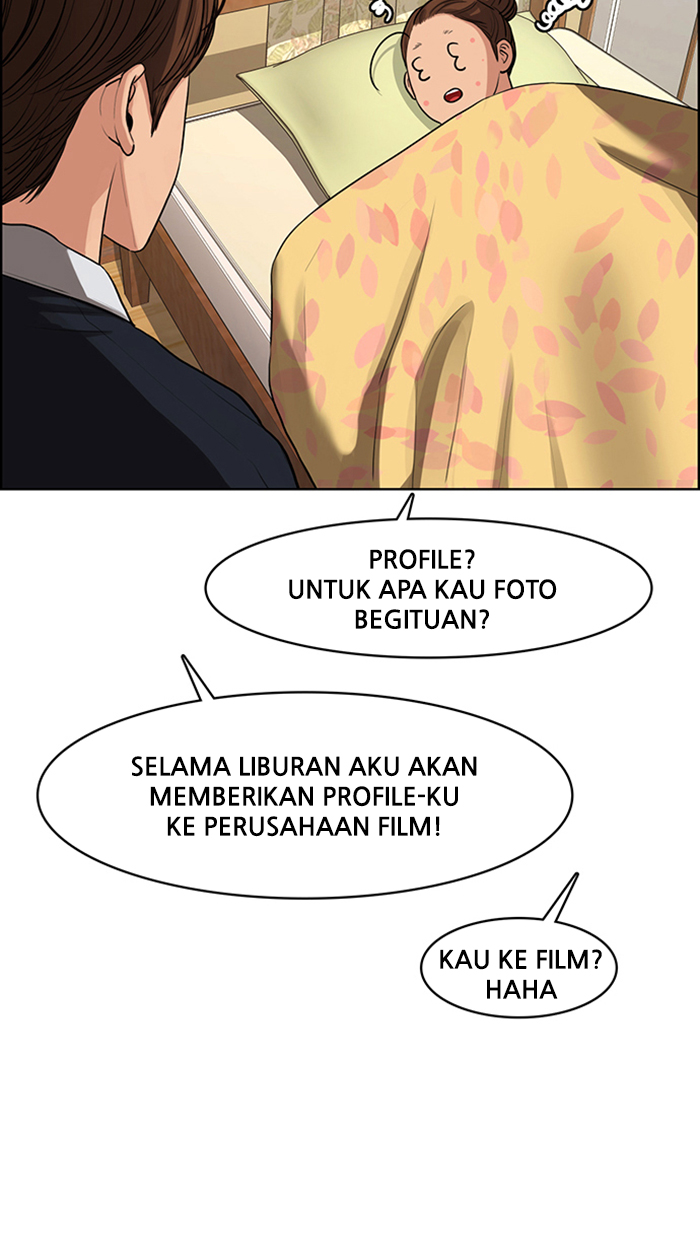 PROFILE?
UNTUK APA KAU FOTO
BEGITUAN?
SELAMA LIBURAN AKU AKAN
MEMBERIKAN PROFILE-KU
KE PERUSAHAAN FILM!
KAU KE FILM?
HAHA